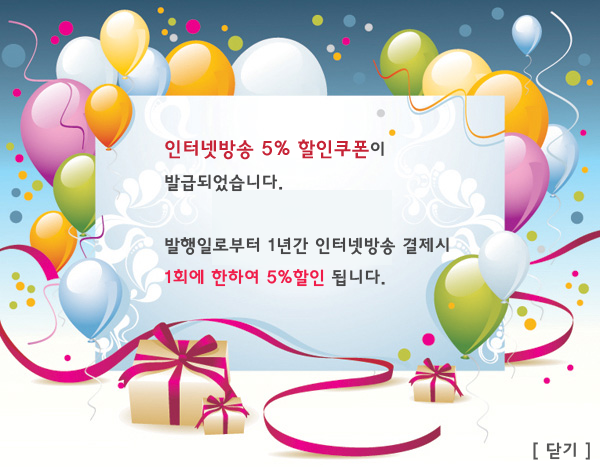 인터넷방송 5% 할인쿠폰이
발급되었습니다.
발행일로부터 1년간 인터넷방송 결제시
1회에 한하여 5%할인 됩니다.
[ 닫기 ]